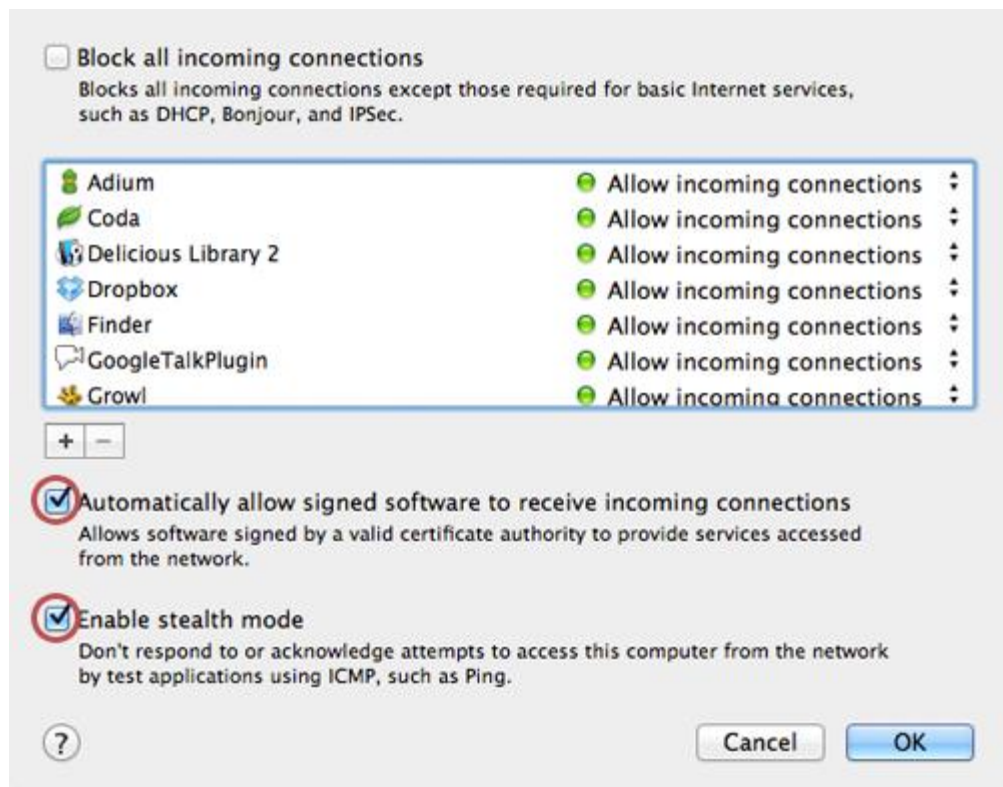 Block all incoming connections
Blocks all incoming connections except those required for basic Internet services,
such as DHCP, Bonjour, and IPSec.
Adium Allow incoming connections
Coda Allow incoming connections
Delicious Library 2 Allow incoming connections
Dropbox Allow incoming connections
Finder Allow incoming connections
GoogleTalkPlugin Allow incoming connections
Growl Allow incoming connections
+ −
Automatically allow signed software to receive incoming connections
Allows software signed by a valid certificate authority to provide services accessed
from the network.
Enable stealth mode
Don't respond to or acknowledge attempts to access this computer from the network
by test applications using ICMP, such as Ping.
? Cancel OK